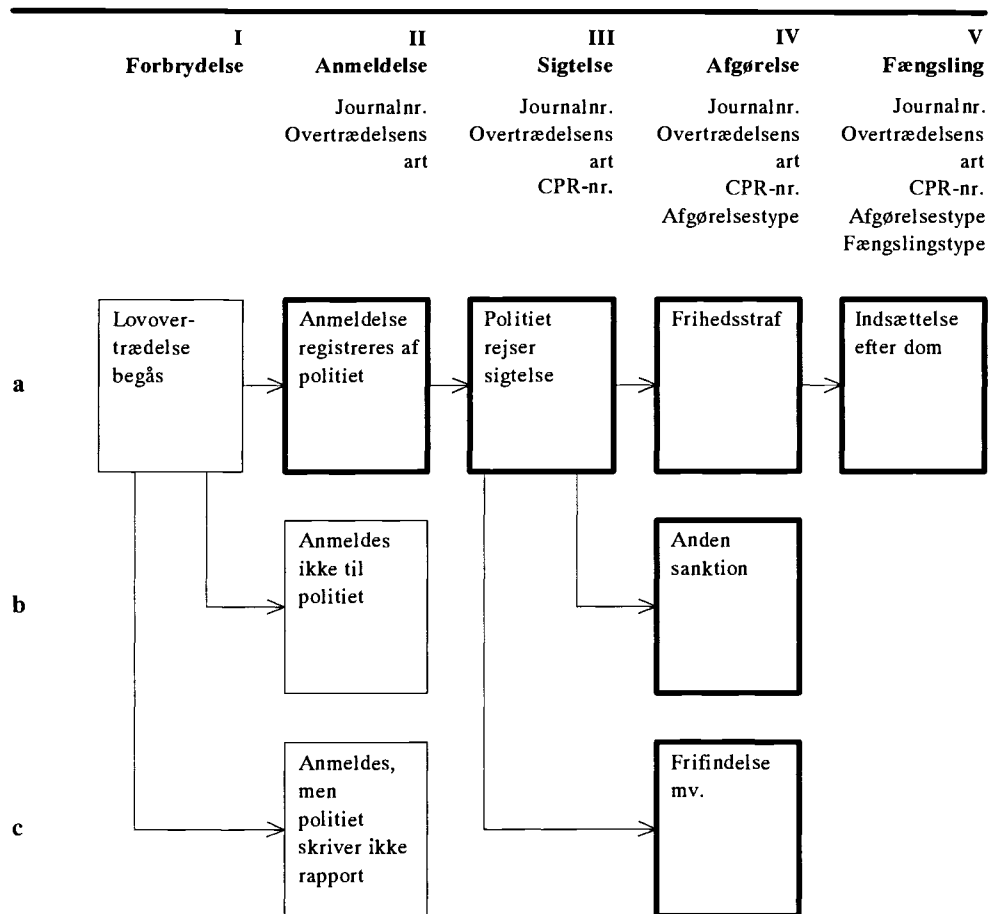 I II III IV V
Forbrydelse Anmeldelse Sigtelse Afgørelse Fængsling
Journalnr. Journalnr. Journalnr. Journalnr.
Overtrædelsens Overtrædelsens Overtrædelsens Overtrædelsens
art art art art
CPR-nr. CPR-nr. CPR-nr.
Afgørelsestype Afgørelsestype
Fængslingstype
a
Lovover-
trædelse
begås
Anmeldelse
registreres af
politiet
Politiet
rejser
sigtelse
Frihedsstraf
Indsættelse
efter dom
b
Anmeldes
ikke til
politiet
Anden
sanktion
c
Anmeldes,
men
politiet
skriver ikke
rapport
Frifindelse
mv.